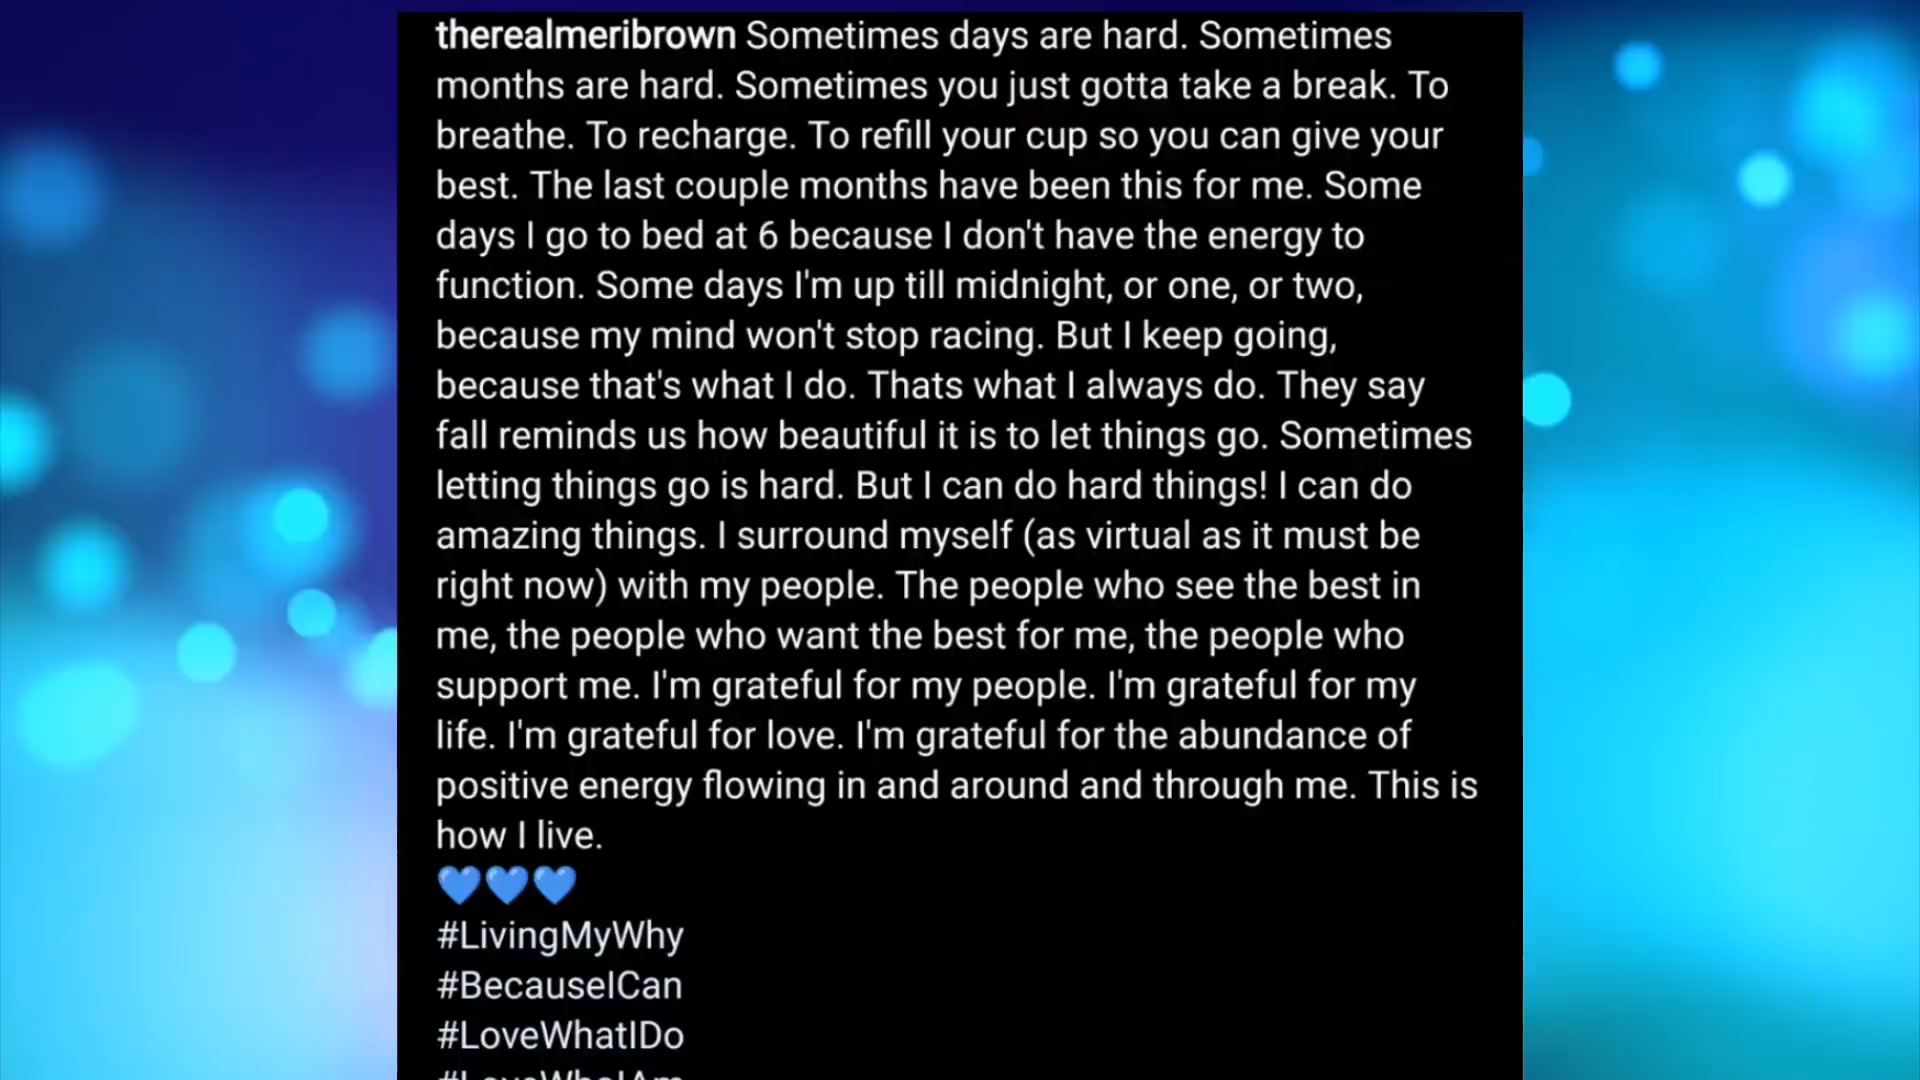 therealmeribrown Sometimes days are hard. Sometimes
months are hard. Sometimes you just gotta take a break. To
breathe. To recharge. To refill your cup so you can give your
best. The last couple months have been this for me. Some
days I go to bed at 6 because I don't have the energy to
function. Some days I'm up till midnight, or one, or two,
because my mind won't stop racing. But I keep going,
because that's what I do. Thats what I always do. They say
fall reminds us how beautiful it is to let things go. Sometimes
letting things go is hard. But I can do hard things! I can do
amazing things. I surround myself (as virtual as it must be
right now) with my people. The people who see the best in
me, the people who want the best for me, the people who
support me. I'm grateful for my people. I'm grateful for my
life. I'm grateful for love. I'm grateful for the abundance of
positive energy flowing in and around and through me. This is
how I live.
💙💙💙
#LivingMyWhy
#BecauseICan
#LoveWhatIDo
#LoveWhoIAm